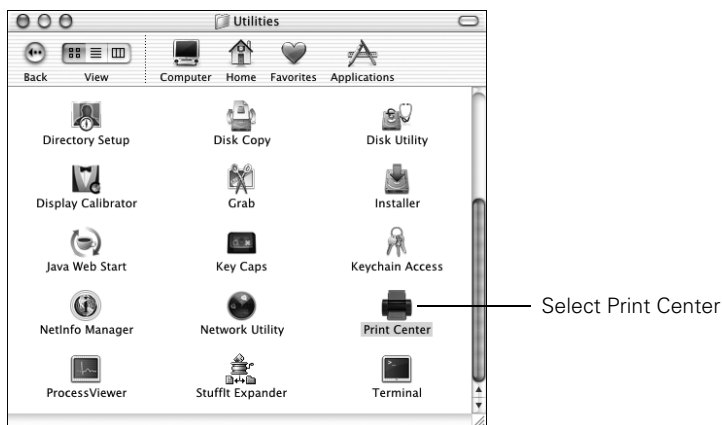 Utilities
Back View Computer Home Favorites Applications
Directory Setup Disk Copy Disk Utility
Display Calibrator Grab Installer
Java Web Start Key Caps Keychain Access
NetInfo Manager Network Utility Print Center
Select Print Center
ProcessViewer StuffIt Expander Terminal